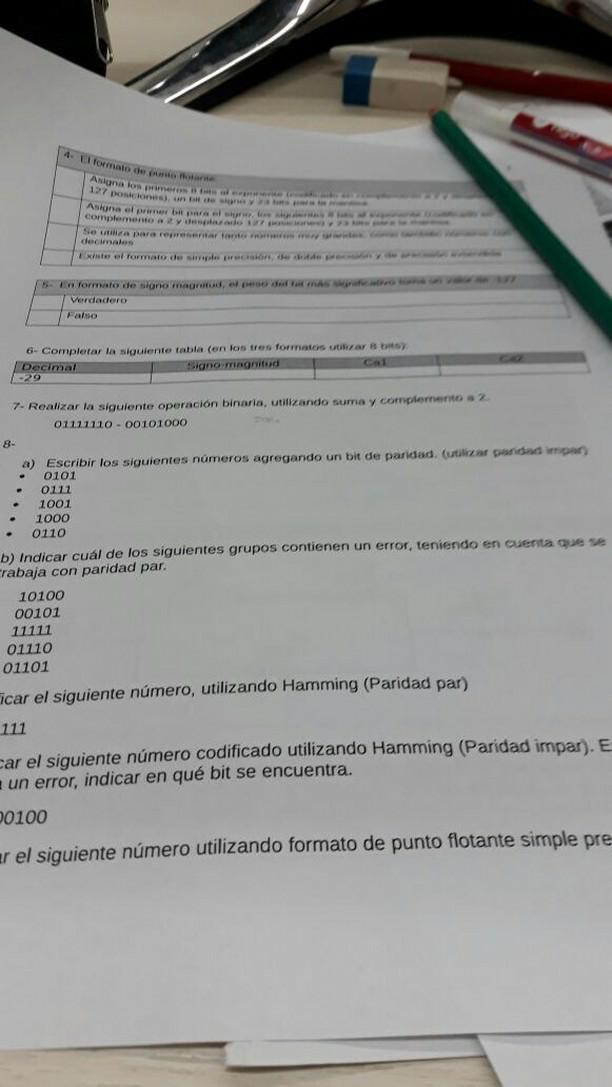 4- El formato de punto flotante
Asigna los primeros 8 bits al exponente
127 posiciones), un bit de signo y 23 bits para la mantisa
Asigna el primer bit para el signo, los siguientes 8 bits al exponente
complemento a 2 y desplazado 127 posiciones) y 23 bits para la mantisa
Se utiliza para representar tanto números muy grandes, como también números con
decimales
Existe el formato de simple precisión, de doble precisión y de precisión
5- En formato de signo magnitud, el peso del bit más significativo toma un valor de -127
Verdadero
Falso
6- Completar la siguiente tabla (en los tres formatos utilizar 8 bits):
Decimal Signo-magnitud Ca1 Ca2
-29
7- Realizar la siguiente operación binaria, utilizando suma y complemento a 2.
01111110 - 00101000
8-
a) Escribir los siguientes números agregando un bit de paridad. (utilizar paridad impar)
• 0101
• 0111
• 1001
• 1000
• 0110
b) Indicar cuál de los siguientes grupos contienen un error, teniendo en cuenta que se
trabaja con paridad par.
10100
00101
11111
01110
01101
icar el siguiente número, utilizando Hamming (Paridad par)
111
car el siguiente número codificado utilizando Hamming (Paridad impar). E
un error, indicar en qué bit se encuentra.
00100
ar el siguiente número utilizando formato de punto flotante simple pre